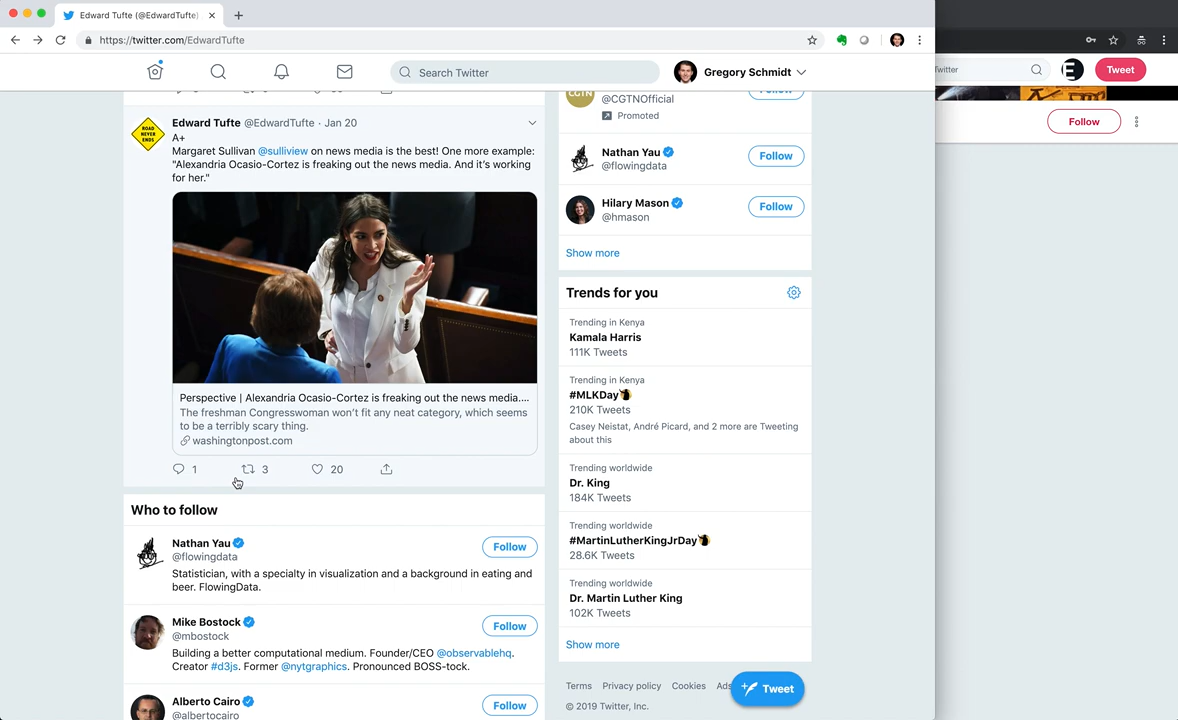 Edward Tufte (@EdwardTufte)
https://twitter.com/EdwardTufte
Search Twitter
Gregory Schmidt
Edward Tufte @EdwardTufte · Jan 20
A+
Margaret Sullivan @sulliview on news media is the best! One more example:
"Alexandria Ocasio-Cortez is freaking out the news media. And it's working
for her."
ROAD
NEVER
ENDS
Perspective | Alexandria Ocasio-Cortez is freaking out the news media....
The freshman Congresswoman won't fit any neat category, which seems
to be a terribly scary thing.
washingtonpost.com
1 3 20
Who to follow
Nathan Yau
@flowingdata
Follow
Statistician, with a specialty in visualization and a background in eating and
beer. FlowingData.
Mike Bostock
@mbostock
Follow
Building a better computational medium. Founder/CEO @observablehq.
Creator #d3js. Former @nytgraphics. Pronounced BOSS-tock.
Alberto Cairo
@albertocairo
Follow
CGTN
@CGTNOfficial
Follow
Promoted
Nathan Yau
@flowingdata
Follow
Hilary Mason
@hmason
Follow
Show more
Trends for you
Trending in Kenya
Kamala Harris
111K Tweets
Trending in Kenya
#MLKDay
210K Tweets
Casey Neistat, André Picard, and 2 more are Tweeting
about this
Trending worldwide
Dr. King
184K Tweets
Trending worldwide
#MartinLutherKingJrDay
28.6K Tweets
Trending worldwide
Dr. Martin Luther King
102K Tweets
Show more
Terms Privacy policy Cookies Ads
© 2019 Twitter, Inc.
Tweet
Twitter
E
Tweet
Follow